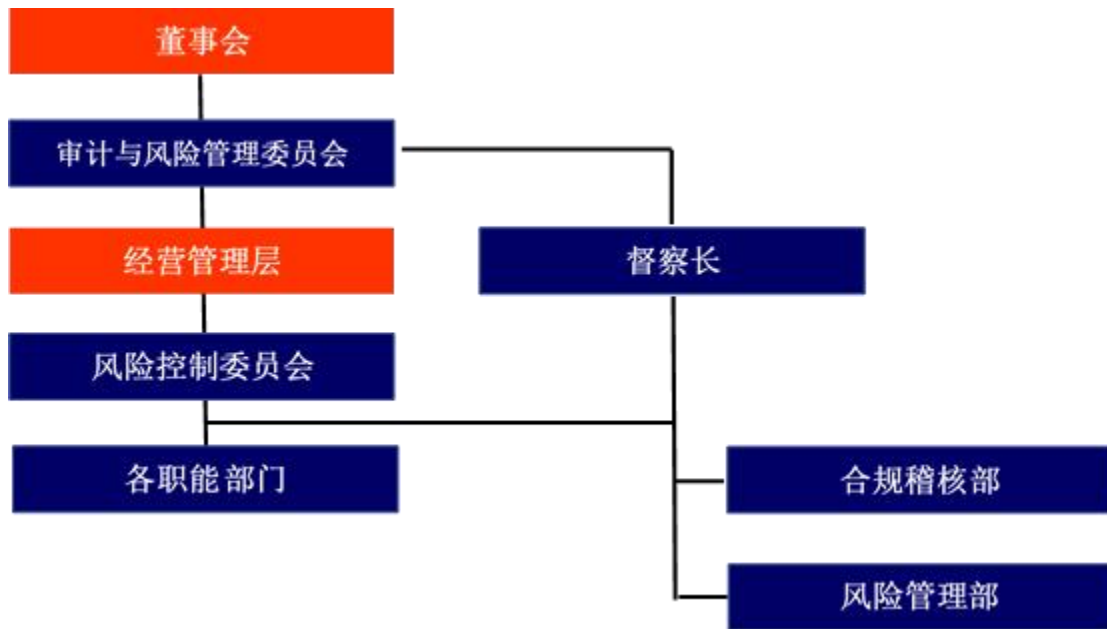 董事会
审计与风险管理委员会
经营管理层
督察长
风险控制委员会
各职能部门
合规稽核部
风险管理部